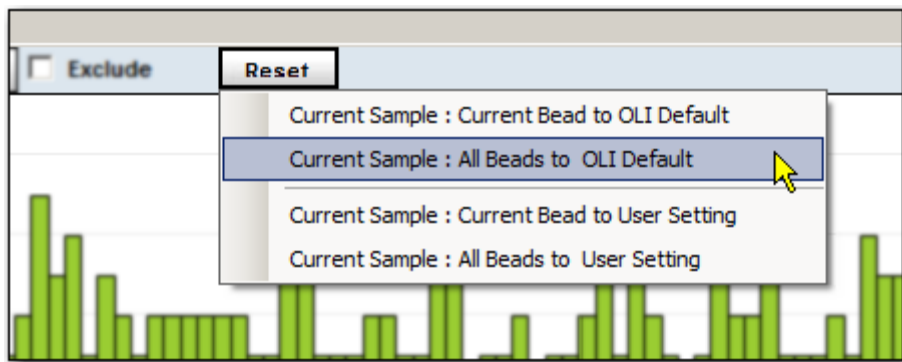 Exclude
Reset
Current Sample : Current Bead to OLI Default
Current Sample : All Beads to OLI Default
Current Sample : Current Bead to User Setting
Current Sample : All Beads to User Setting